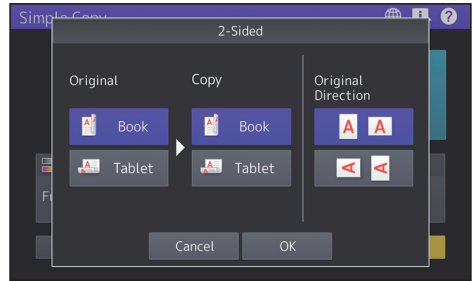 Simple Copy
2-Sided
Original
Copy
Original
Direction
Book
Book
A A
Tablet
Tablet
A A
Cancel
OK